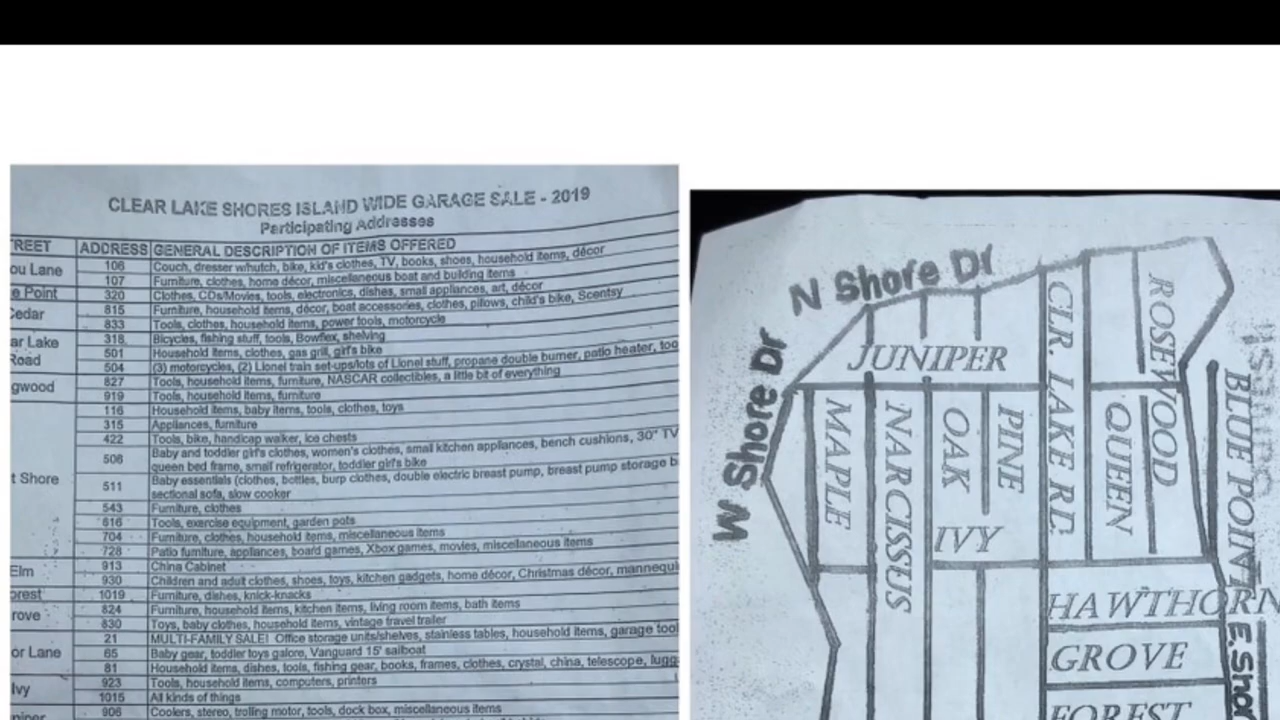 CLEAR LAKE SHORES ISLAND WIDE GARAGE SALE - 2019
Participating Addresses
REET ADDRESS GENERAL DESCRIPTION OF ITEMS OFFERED
ou Lane 106 Couch, dresser w/hutch, bike, kid's clothes, TV, books, shoes, household items, décor
107 Furniture, clothes, home décor, miscellaneous boat and building items
e Point 320 Clothes, CDs/Movies, tools, electronics, dishes, small appliances, art, décor
Cedar 815 Furniture, household items, décor, boat accessories, clothes, pillows, child's bike, Scentsy
833 Tools, clothes, household items, power tools, motorcycle
ar Lake Road 318 Bicycles, fishing stuff, tools, Bowflex, shelving
501 Household items, clothes, gas grill, girl's bike
504 (3) motorcycles, (2) Lionel train set-ups/lots of Lionel stuff, propane double burner, patio heater, too
gwood 827 Tools, household items, furniture, NASCAR collectibles, a little bit of everything
919 Tools, household items, furniture
t Shore 116 Household items, baby items, tools, clothes, toys
315 Appliances, furniture
422 Tools, bike, handicap walker, ice chests
506 Baby and toddler girl's clothes, women's clothes, small kitchen appliances, bench cushions, 30" TV
queen bed frame, small refrigerator, toddler girl's bike
511 Baby essentials (clothes, bottles, burp clothes, double electric breast pump, breast pump storage b
sectional sofa, slow cooker
543 Furniture, clothes
616 Tools, exercise equipment, garden pots
704 Furniture, clothes, household items, miscellaneous items
728 Patio furniture, appliances, board games, Xbox games, movies, miscellaneous items
Elm 913 China Cabinet
930 Children and adult clothes, shoes, toys, kitchen gadgets, home décor, Christmas décor, mannequi
orest 1019 Furniture, dishes, knick-knacks
rove 824 Furniture, household items, kitchen items, living room items, bath items
830 Toys, baby clothes, household items, vintage travel trailer
or Lane 21 MULTI-FAMILY SALE! Office storage units/shelves, stainless tables, household items, garage tool
65 Baby gear, toddler toys galore, Vanguard 15' sailboat
81 Household items, dishes, tools, fishing gear, books, frames, clothes, crystal, china, telescope, lugg
Ivy 923 Tools, household items, computers, printers
1015 All kinds of things
niper 906 Coolers, stereo, trolling motor, tools, dock box, miscellaneous items
N Shore Dr
W Shore Dr
JUNIPER
CLR. LAKE RE.
ROSEWOOD
BLUE POINT
MAPLE
NARCISSUS
OAK
PINE
QUEEN
IVY
HAWTHORN
GROVE
E. Shor
FOREST